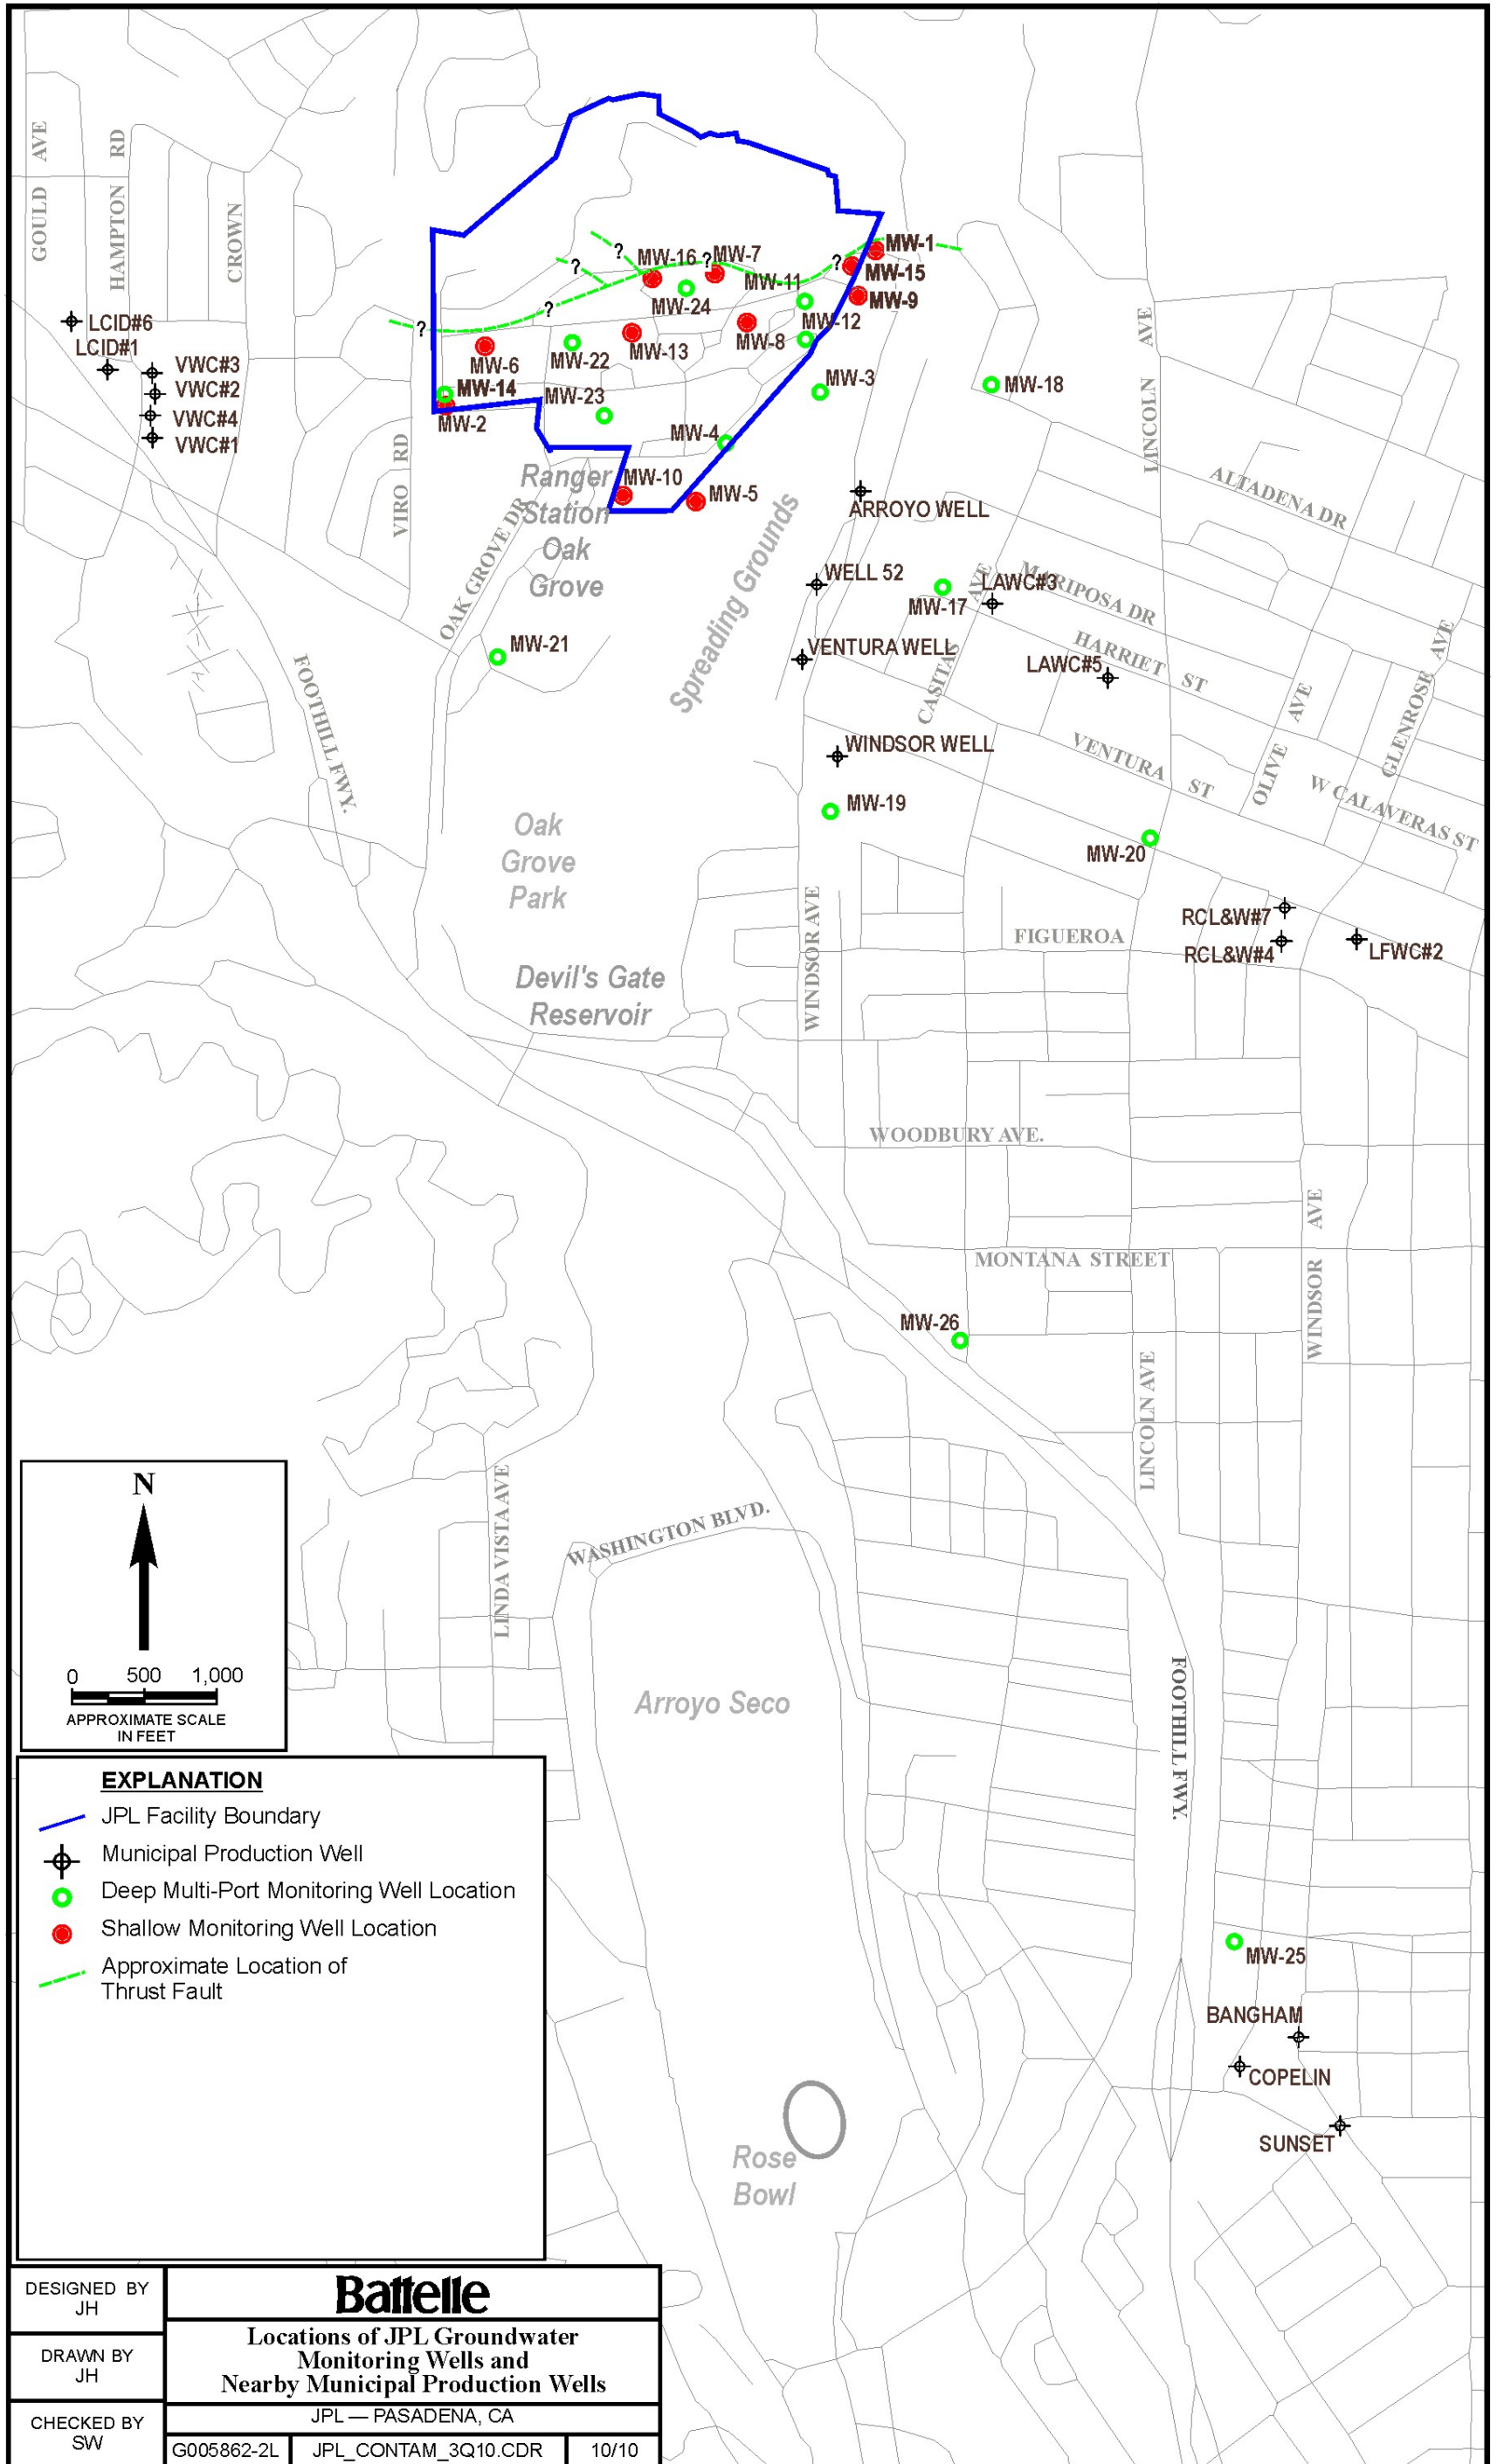 GOULD AVE
HAMPTON RD
CROWN
LCID#6
LCID#1
VWC#3
VWC#2
VWC#4
VWC#1
VIRO RD
?
?
?
?
?
?
MW-16
MW-7
MW-1
MW-15
MW-11
MW-9
MW-24
MW-12
MW-6
MW-22
MW-13
MW-8
MW-14
MW-23
MW-3
MW-18
MW-2
MW-4
MW-10
MW-5
Ranger
Station
Oak
Grove
OAK GROVE DR
Spreading Grounds
ARROYO WELL
LINCOLN AVE
ALTADENA DR
WELL 52
MW-17
LAWC#3
CASITAS AVE
MARIPOSA DR
MW-21
VENTURA WELL
LAWC#5
HARRIET ST
OLIVE AVE
GLENROSE AVE
FOOTHILL FWY.
WINDSOR WELL
VENTURA ST
W CALAVERAS ST
MW-19
Oak
Grove
Park
MW-20
WINDSOR AVE
RCL&W#7
FIGUEROA
RCL&W#4
LFWC#2
Devil's Gate
Reservoir
WOODBURY AVE.
WINDSOR AVE
MONTANA STREET
MW-26
LINCOLN AVE
LINDA VISTA AVE
WASHINGTON BLVD.
N
0 500 1,000
APPROXIMATE SCALE
IN FEET
Arroyo Seco
FOOTHILL FWY.
EXPLANATION
JPL Facility Boundary
Municipal Production Well
Deep Multi-Port Monitoring Well Location
Shallow Monitoring Well Location
Approximate Location of
Thrust Fault
MW-25
BANGHAM
COPELIN
SUNSET
Rose
Bowl
DESIGNED BY
JH
DRAWN BY
JH
CHECKED BY
SW
Battelle
Locations of JPL Groundwater
Monitoring Wells and
Nearby Municipal Production Wells
JPL — PASADENA, CA
G005862-2L JPL_CONTAM_3Q10.CDR 10/10